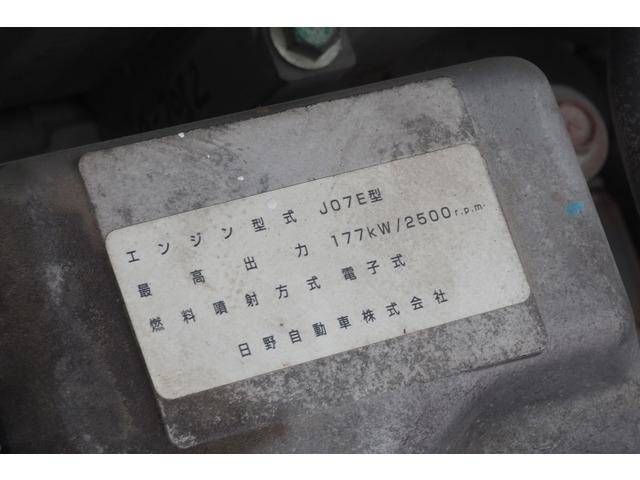 エンジン型式 J07E型
最高出力 177kW/2500r.p.m.
燃料噴射方式 電子式
日野自動車株式会社